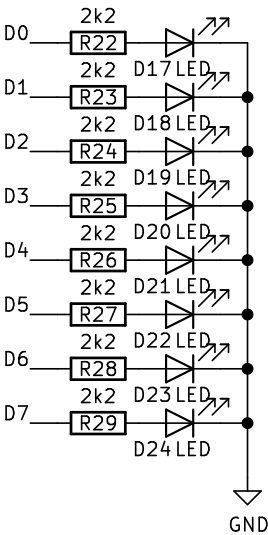 2k2
D0 R22
D17 LED
2k2
D1 R23
D18 LED
2k2
D2 R24
D19 LED
2k2
D3 R25
D20 LED
2k2
D4 R26
D21 LED
2k2
D5 R27
D22 LED
2k2
D6 R28
D23 LED
2k2
D7 R29
D24 LED
GND